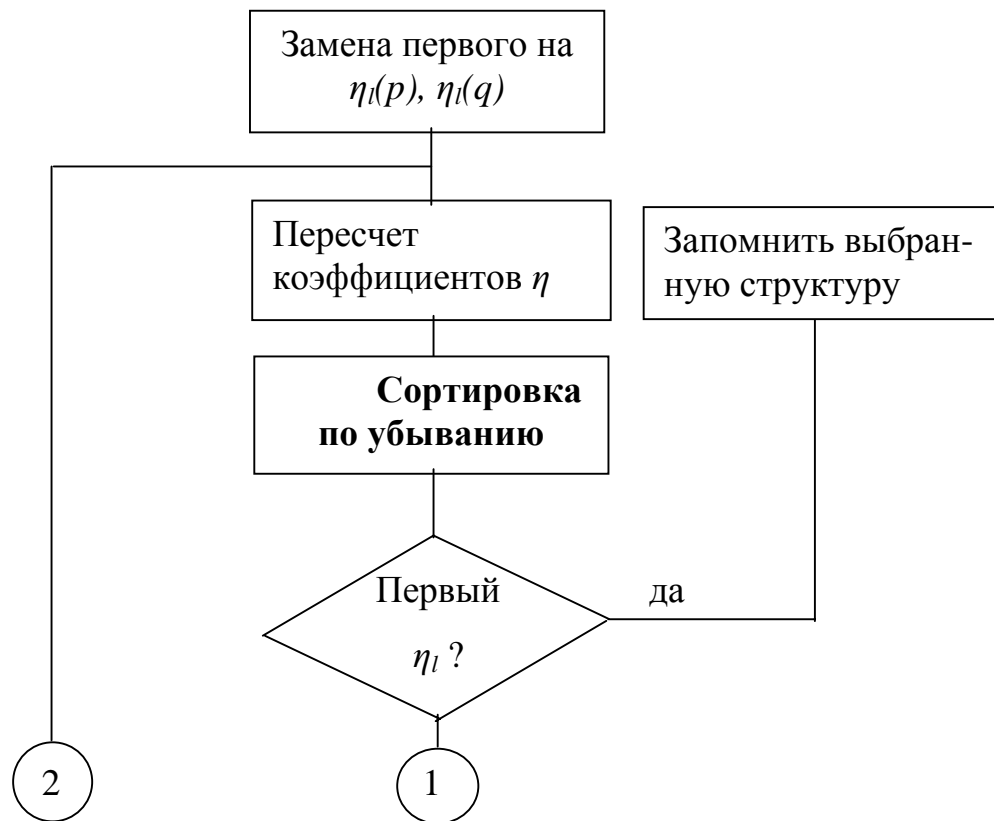 Замена первого на
ηl(p), ηl(q)
Пересчет
коэффициентов η
Запомнить выбран-
ную структуру
Сортировка
по убыванию
Первый
ηl ?
да
2
1